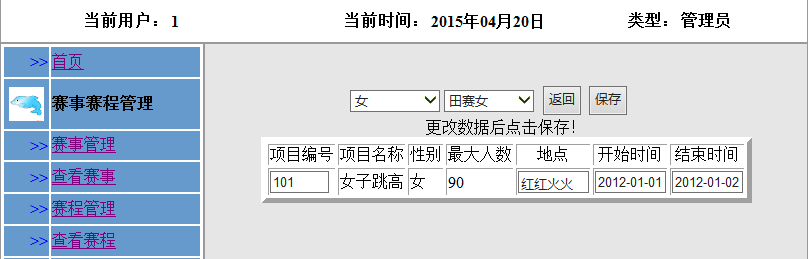 当前用户：1 当前时间：2015年04月20日 类型：管理员
>> 首页
赛事赛程管理
>> 赛事管理
>> 查看赛事
>> 赛程管理
>> 查看赛程
女 田赛女 返回 保存
更改数据后点击保存！
项目编号 项目名称 性别 最大人数 地点 开始时间 结束时间
101 女子跳高 女 90 红红火火 2012-01-01 2012-01-02